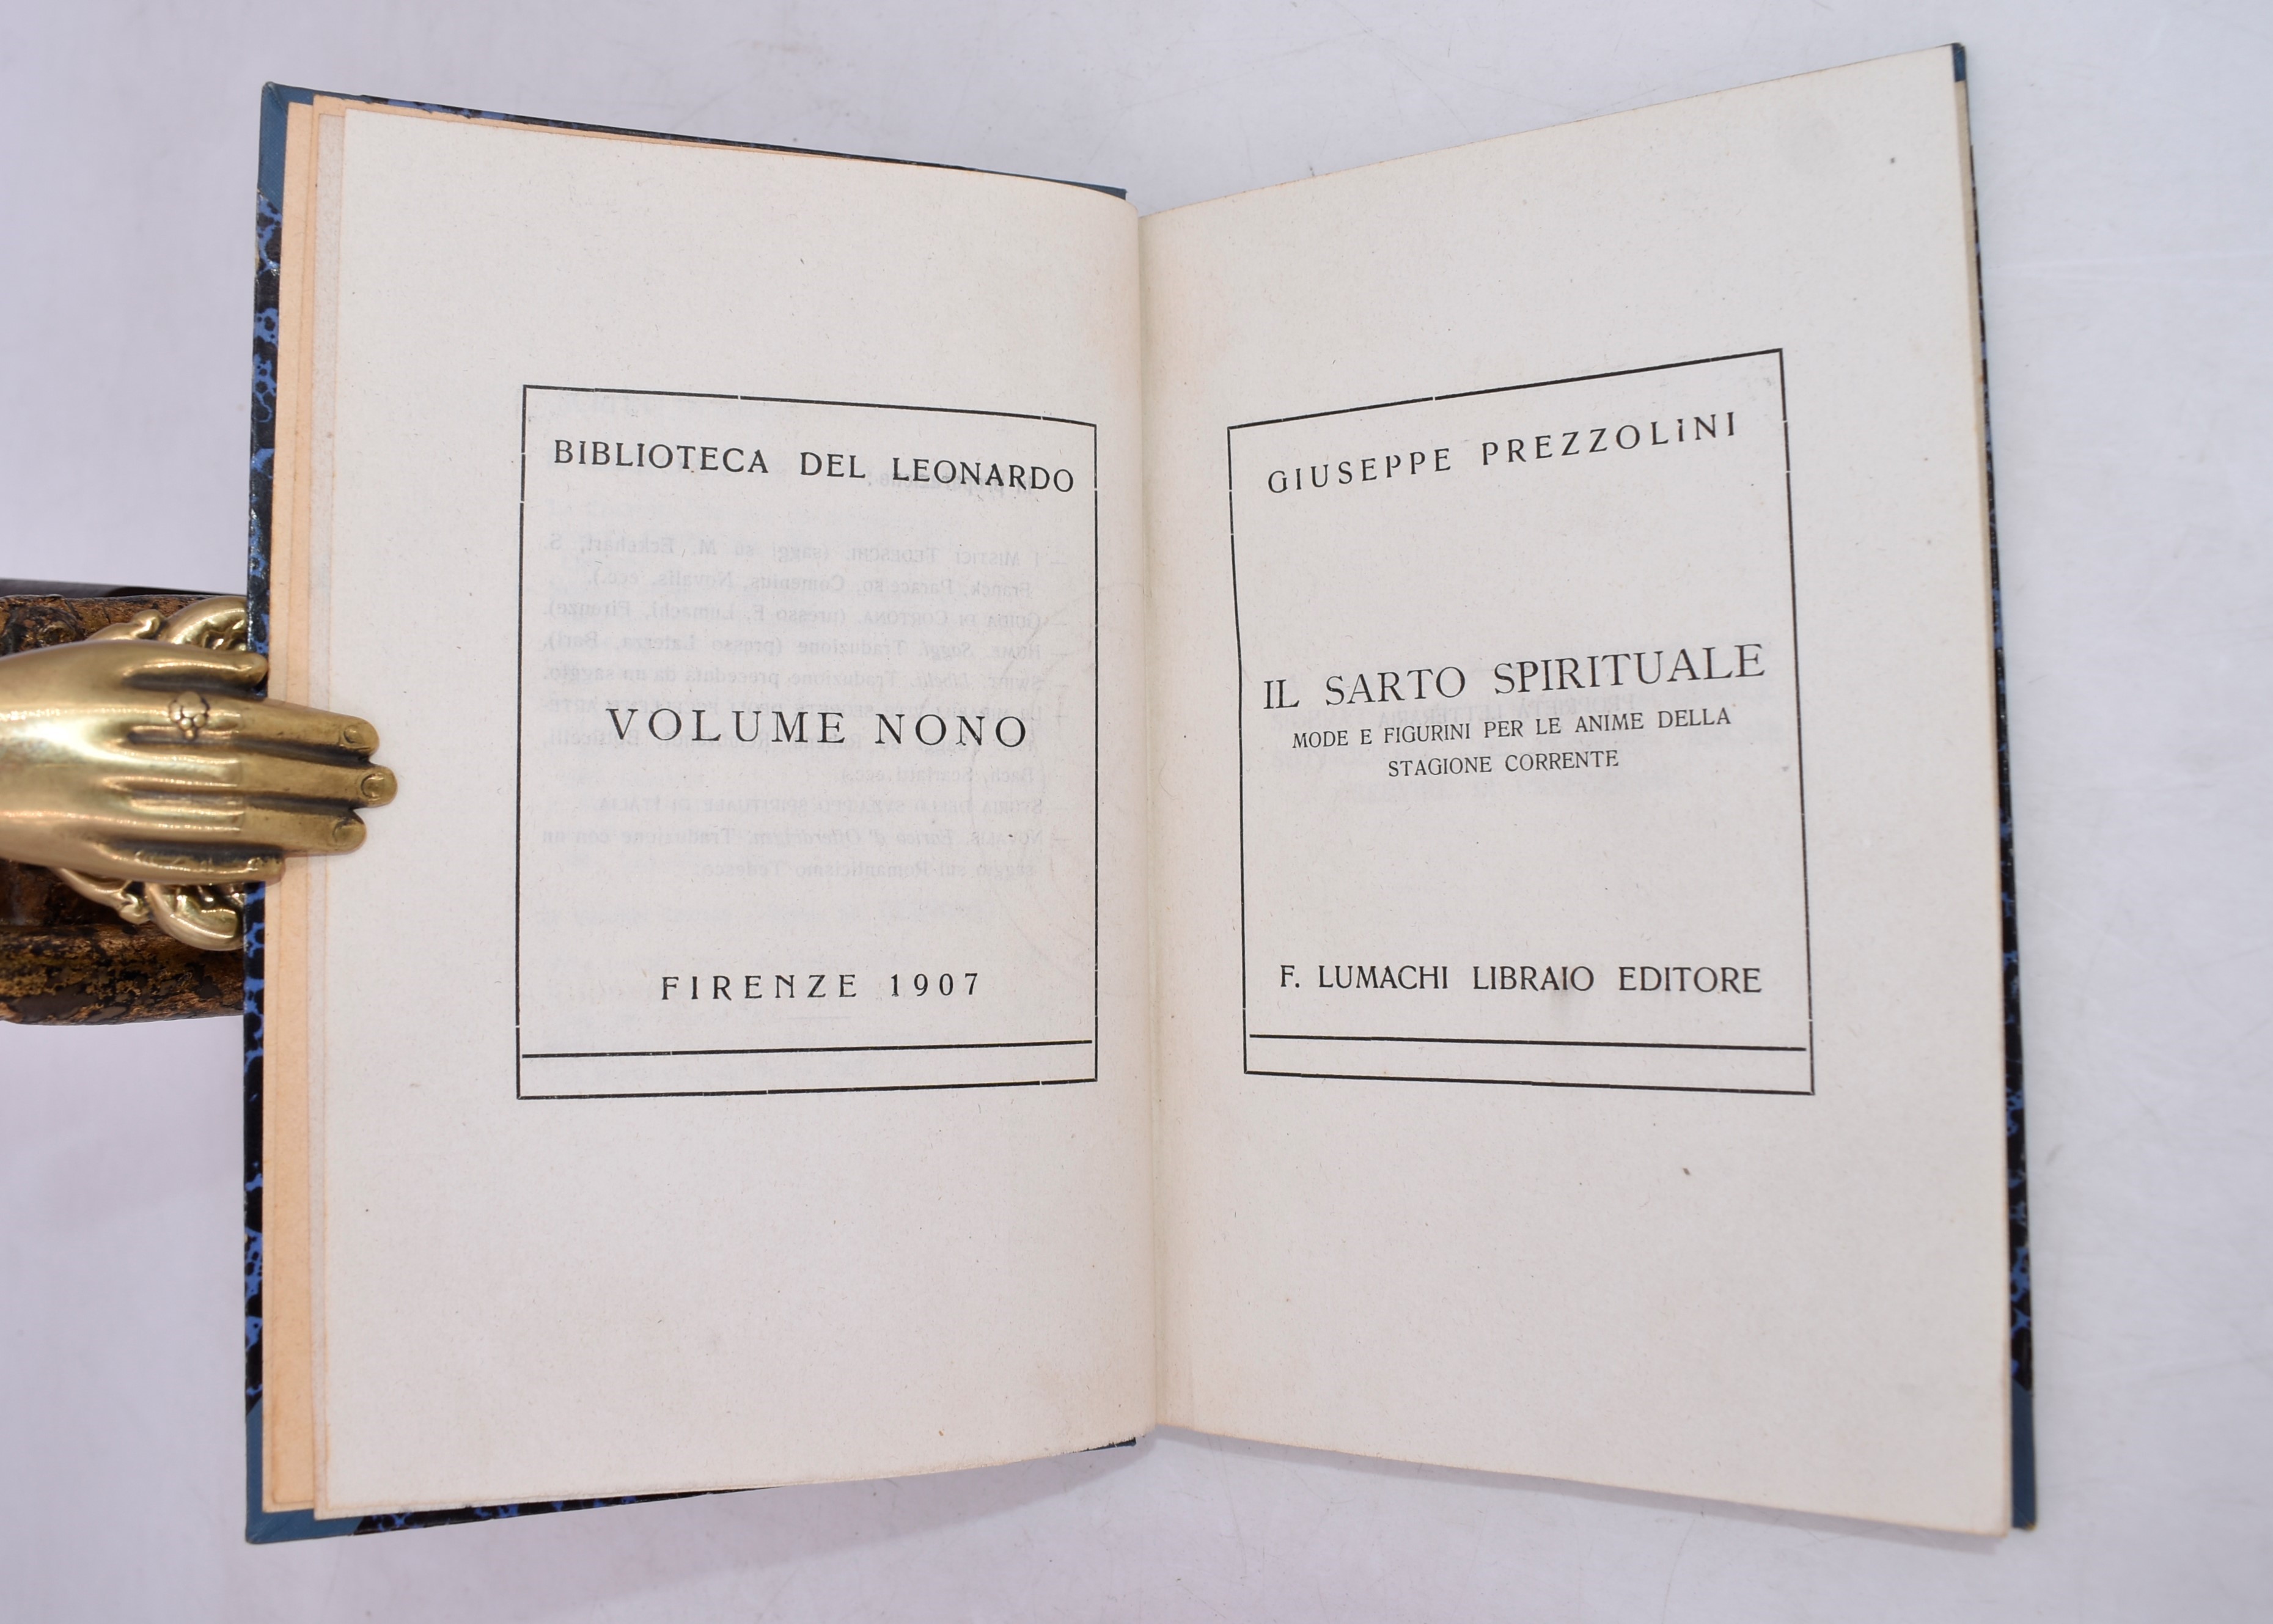 BIBLIOTECA DEL LEONARDO
VOLUME NONO
FIRENZE 1907
GIUSEPPE PREZZOLINI
IL SARTO SPIRITUALE
MODE E FIGURINI PER LE ANIME DELLA
STAGIONE CORRENTE
F. LUMACHI LIBRAIO EDITORE